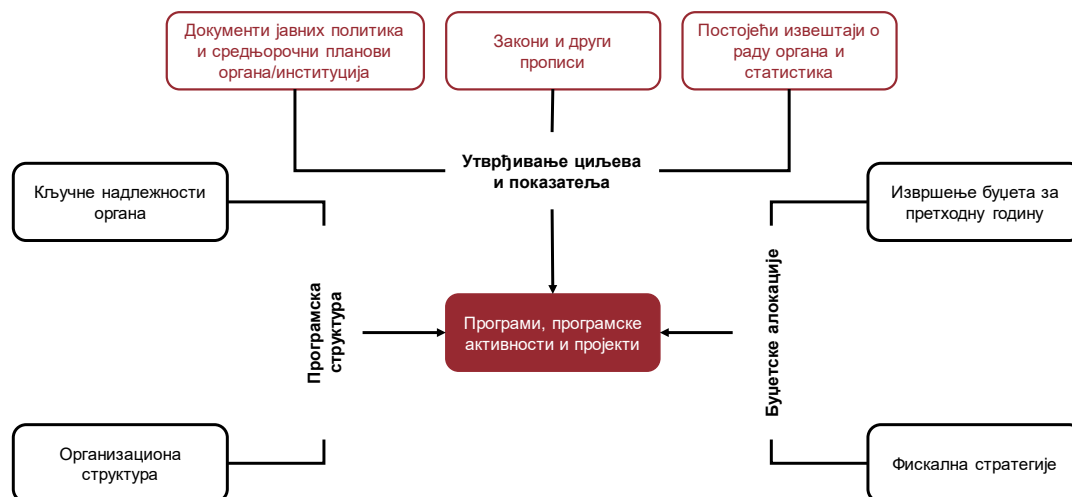 Документи јавних политика
и средњорочни планови
органа/институција
Закони и други
прописи
Постојећи извештаји о
раду органа и
статистика
Утврђивање циљева
и показатеља
Кључне надлежности
органа
Извршење буџета за
претходну годину
Програмска
структура
Програми, програмске
активности и пројекти
Буџетске алокације
Организациона
структура
Фискална стратегије